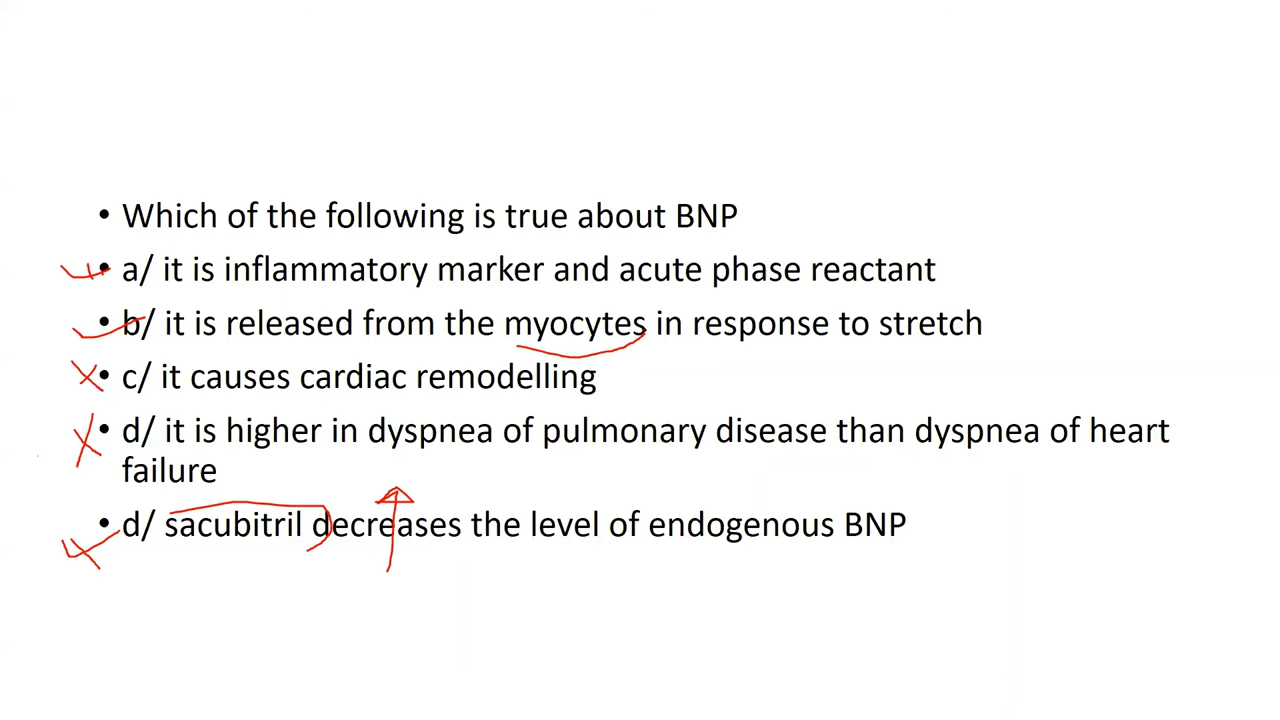 • Which of the following is true about BNP
• a/ it is inflammatory marker and acute phase reactant
• b/ it is released from the myocytes in response to stretch
• c/ it causes cardiac remodelling
• d/ it is higher in dyspnea of pulmonary disease than dyspnea of heart
failure
• d/ sacubitril decreases the level of endogenous BNP